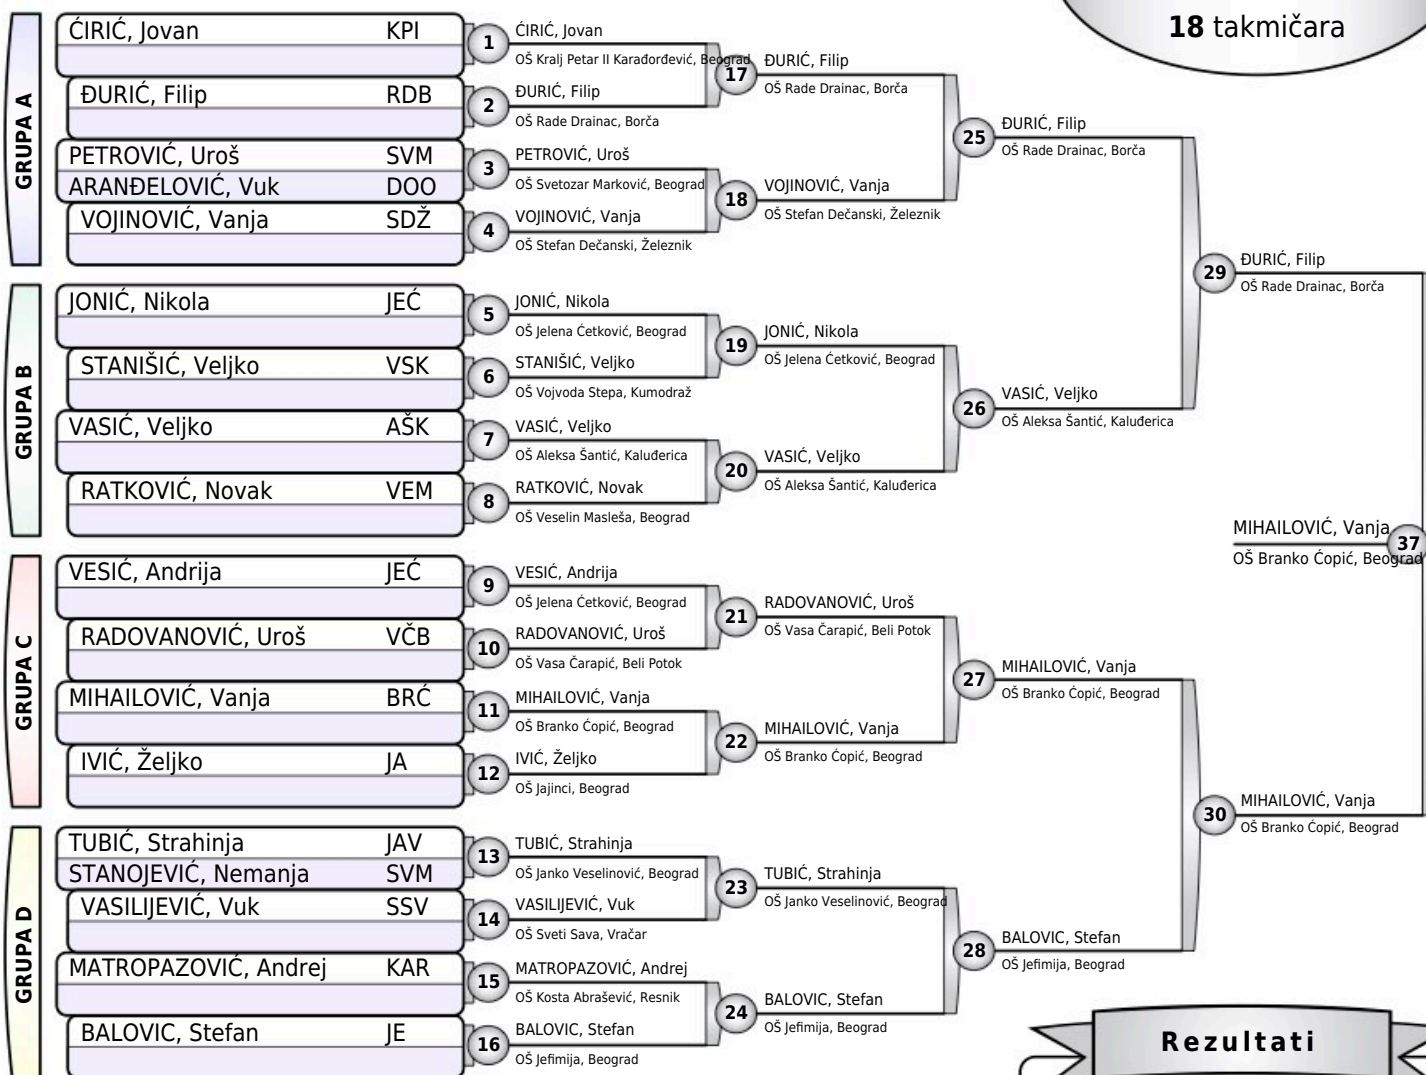 18 takmičara
GRUPA A
ĆIRIĆ, Jovan KPI
ĐURIĆ, Filip RDB
PETROVIĆ, Uroš SVM
ARANĐELOVIĆ, Vuk DOO
VOJINOVIĆ, Vanja SDŽ
1 ĆIRIĆ, Jovan
OŠ Kralj Petar II Karađorđević, Beograd
2 ĐURIĆ, Filip
OŠ Rade Drainac, Borča
3 PETROVIĆ, Uroš
OŠ Svetozar Marković, Beograd
4 VOJINOVIĆ, Vanja
OŠ Stefan Dečanski, Železnik
17 ĐURIĆ, Filip
OŠ Rade Drainac, Borča
18 VOJINOVIĆ, Vanja
OŠ Stefan Dečanski, Železnik
25 ĐURIĆ, Filip
OŠ Rade Drainac, Borča
GRUPA B
JONIĆ, Nikola JEĆ
STANIŠIĆ, Veljko VSK
VASIĆ, Veljko AŠK
RATKOVIĆ, Novak VEM
5 JONIĆ, Nikola
OŠ Jelena Ćetković, Beograd
6 STANIŠIĆ, Veljko
OŠ Vojvoda Stepa, Kumodraž
7 VASIĆ, Veljko
OŠ Aleksa Šantić, Kaluđerica
8 RATKOVIĆ, Novak
OŠ Veselin Masleša, Beograd
19 JONIĆ, Nikola
OŠ Jelena Ćetković, Beograd
20 VASIĆ, Veljko
OŠ Aleksa Šantić, Kaluđerica
26 VASIĆ, Veljko
OŠ Aleksa Šantić, Kaluđerica
29 ĐURIĆ, Filip
OŠ Rade Drainac, Borča
GRUPA C
VESIĆ, Andrija JEĆ
RADOVANOVIĆ, Uroš VČB
MIHAILOVIĆ, Vanja BRĆ
IVIĆ, Željko JA
9 VESIĆ, Andrija
OŠ Jelena Ćetković, Beograd
10 RADOVANOVIĆ, Uroš
OŠ Vasa Čarapić, Beli Potok
11 MIHAILOVIĆ, Vanja
OŠ Branko Ćopić, Beograd
12 IVIĆ, Željko
OŠ Jajinci, Beograd
21 RADOVANOVIĆ, Uroš
OŠ Vasa Čarapić, Beli Potok
22 MIHAILOVIĆ, Vanja
OŠ Branko Ćopić, Beograd
27 MIHAILOVIĆ, Vanja
OŠ Branko Ćopić, Beograd
GRUPA D
TUBIĆ, Strahinja JAV
STANOJEVIĆ, Nemanja SVM
VASILIJEVIĆ, Vuk SSV
MATROPAZOVIĆ, Andrej KAR
BALOVIC, Stefan JE
13 TUBIĆ, Strahinja
OŠ Janko Veselinović, Beograd
14 VASILIJEVIĆ, Vuk
OŠ Sveti Sava, Vračar
15 MATROPAZOVIĆ, Andrej
OŠ Kosta Abrašević, Resnik
16 BALOVIC, Stefan
OŠ Jefimija, Beograd
23 TUBIĆ, Strahinja
OŠ Janko Veselinović, Beograd
24 BALOVIC, Stefan
OŠ Jefimija, Beograd
28 BALOVIC, Stefan
OŠ Jefimija, Beograd
30 MIHAILOVIĆ, Vanja
OŠ Branko Ćopić, Beograd
MIHAILOVIĆ, Vanja 37
OŠ Branko Ćopić, Beograd
Rezultati